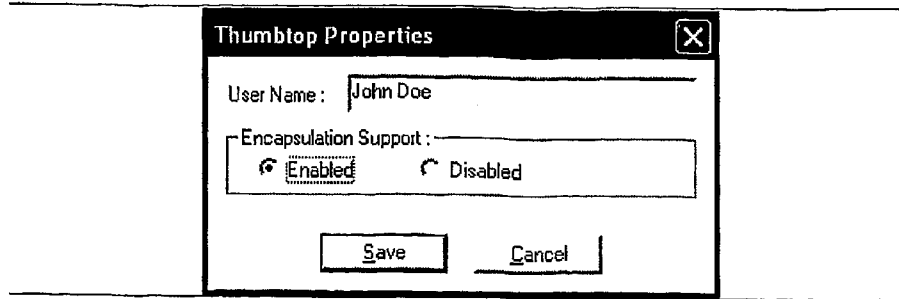 Thumbtop Properties
User Name : John Doe
Encapsulation Support :
Enabled Disabled
Save Cancel